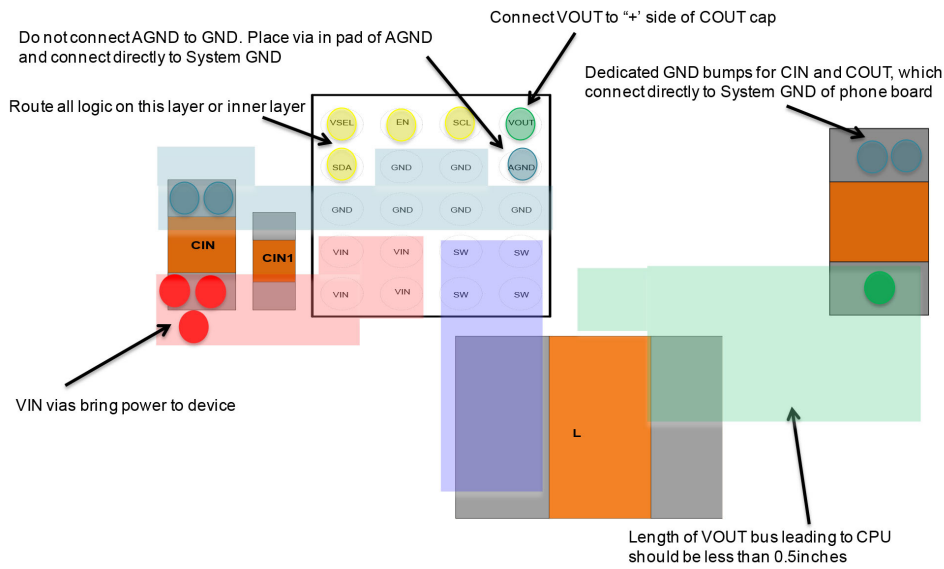 Connect VOUT to “+’ side of COUT cap
Do not connect AGND to GND. Place via in pad of AGND
and connect directly to System GND
Dedicated GND bumps for CIN and COUT, which
connect directly to System GND of phone board
Route all logic on this layer or inner layer
VSEL EN SCL VOUT
SDA GND GND AGND
GND GND GND GND
CIN
CIN1
VIN VIN SW SW
VIN VIN SW SW
VIN vias bring power to device
L
Length of VOUT bus leading to CPU
should be less than 0.5inches